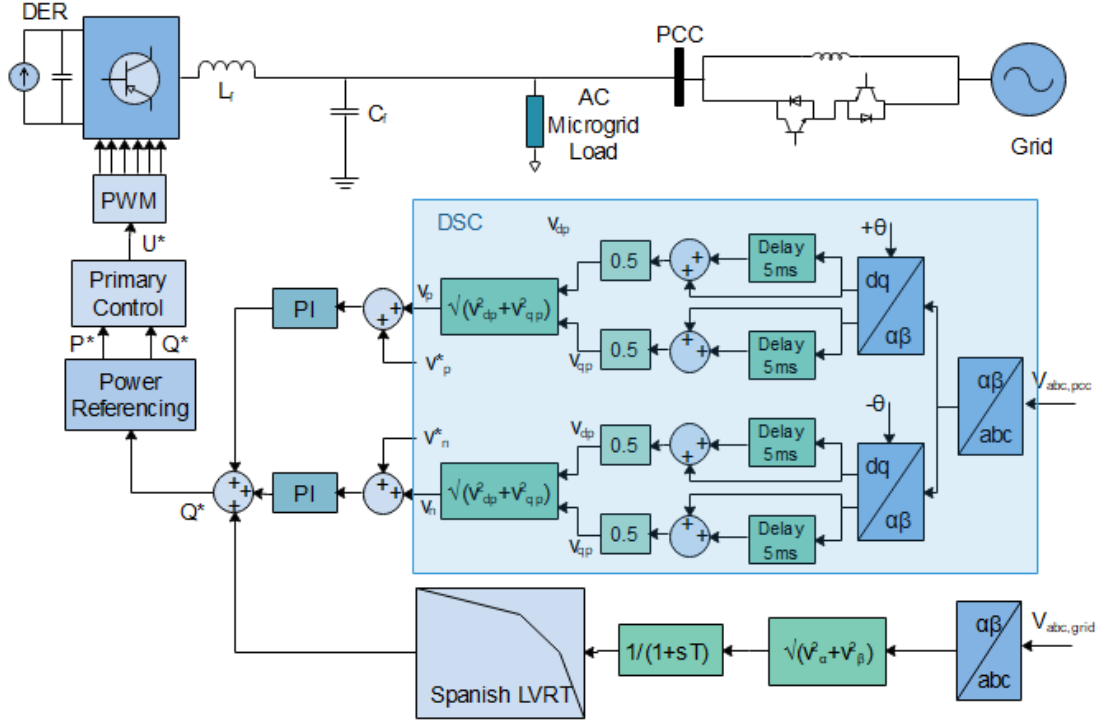 DER
PCC
Lf
Cf
AC
Microgrid
Load
Grid
PWM
U*
DSC
Vdp
0.5
+
+
Delay
5ms
+θ
Primary
Control
PI
+
+
Vp
√(v²dp+v²qp)
dq
αβ
P*
Q*
V*p
Vqp
0.5
+
+
Delay
5ms
Power
Referencing
αβ
abc
Vabc,pcc
V*n
Vdp
0.5
+
+
Delay
5ms
-θ
Q*
+
+
+
PI
+
+
Vn
√(v²dp+v²qp)
dq
αβ
Vqp
0.5
+
+
Delay
5ms
Spanish LVRT
1/(1+sT)
√(v²α+v²β)
αβ
abc
Vabc,grid